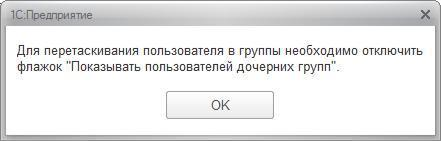 1С:Предприятие
Для перетаскивания пользователя в группы необходимо отключить
флажок "Показывать пользователей дочерних групп".
OK